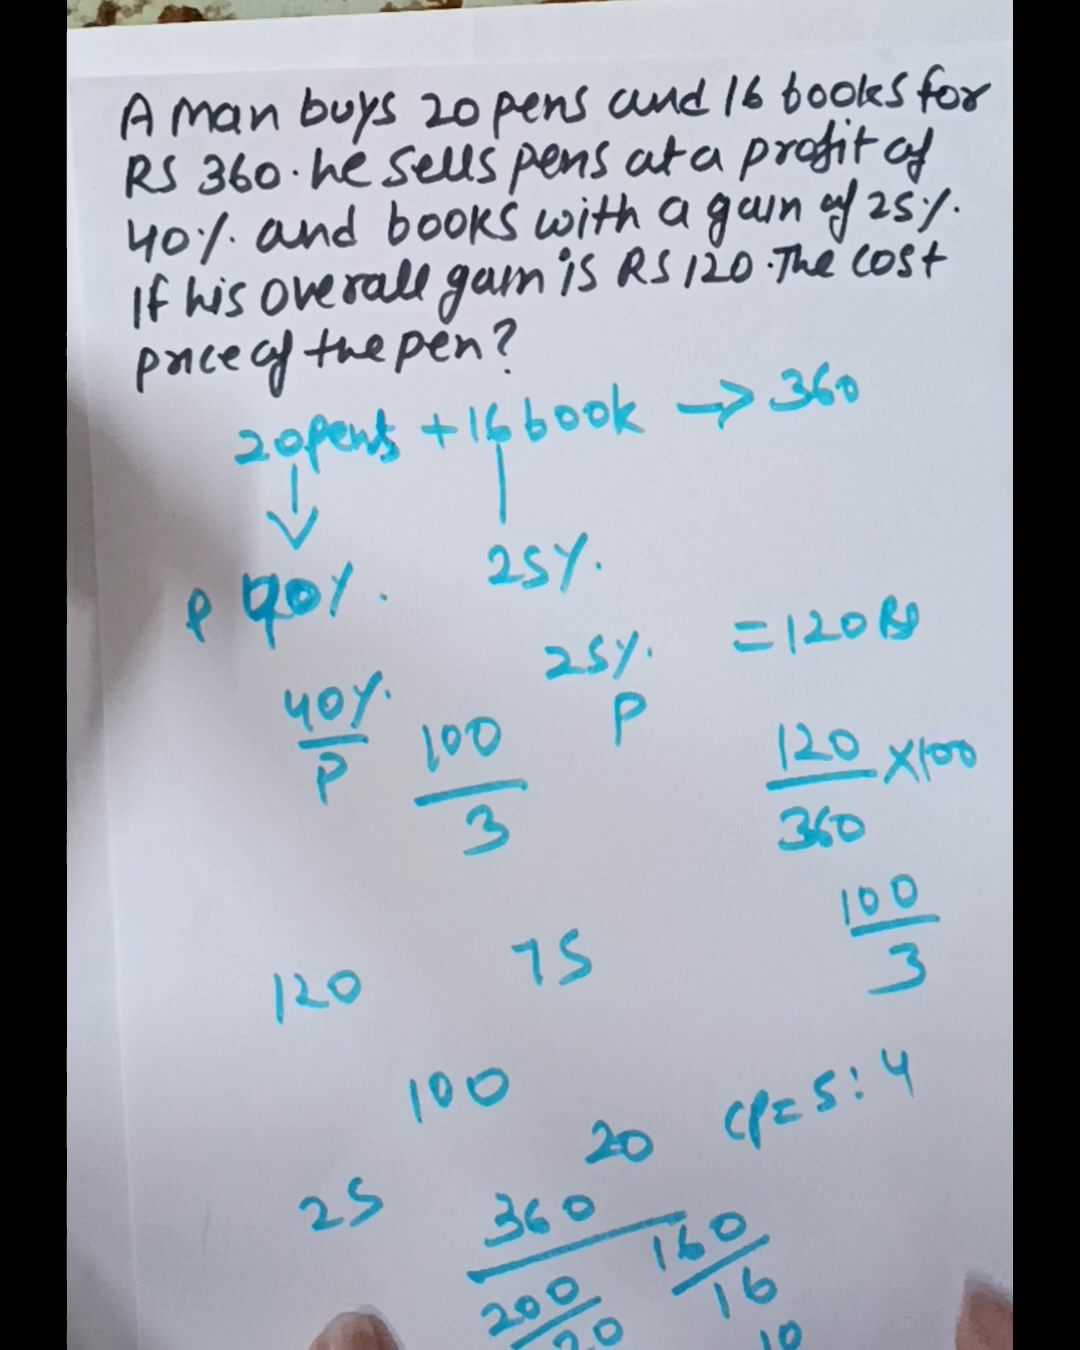 A man buys 20 pens and 16 books for
RS 360. he sells pens at a profit of
40%. and books with a gain of 25%.
If his overall gain is RS 120. The cost
price of the pen?
20pens + 16 book → 360
P 40%. 25%.
25%. = 120 Rs
40%. P
P
100
3
120 × 100
360
100
3
120 75
100
20 CP = 5 : 4
25 360
200 160
20 16
10